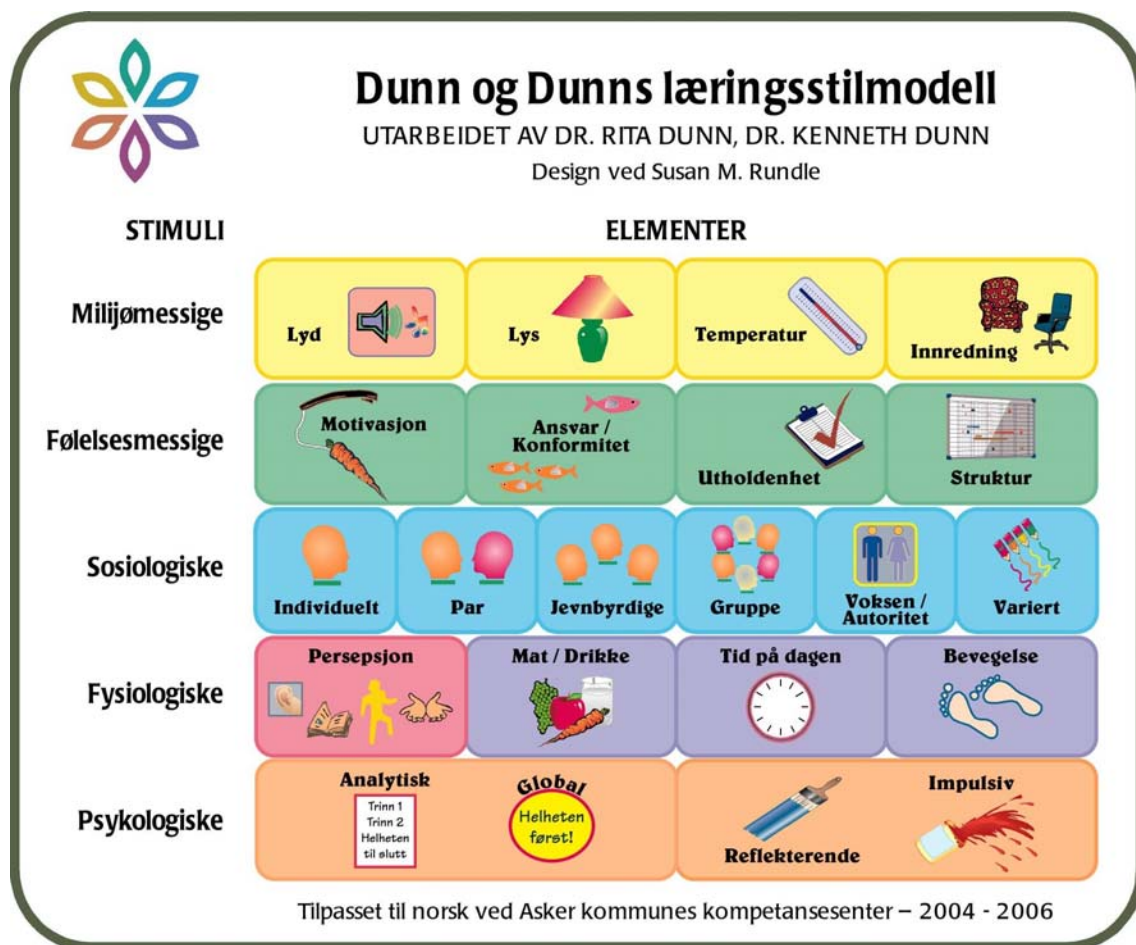 Dunn og Dunns læringsstilmodell
UTARBEIDET AV DR. RITA DUNN, DR. KENNETH DUNN
Design ved Susan M. Rundle
STIMULI
ELEMENTER
Milijømessige
Lyd
Lys
Temperatur
Innredning
Følelsesmessige
Motivasjon
Ansvar /
Konformitet
Utholdenhet
Struktur
Sosiologiske
Individuelt
Par
Jevnbyrdige
Gruppe
Voksen /
Autoritet
Variert
Fysiologiske
Persepsjon
Mat / Drikke
Tid på dagen
Bevegelse
Psykologiske
Analytisk
Trinn 1
Trinn 2
Helheten
til slutt
Global
Helheten
først!
Reflekterende
Impulsiv
Tilpasset til norsk ved Asker kommunes kompetansesenter – 2004 - 2006